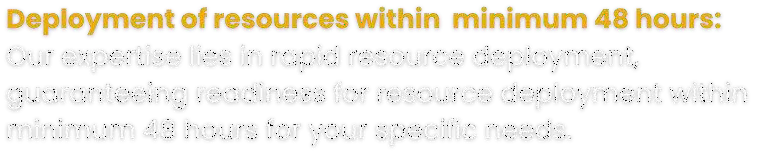 Deployment of resources within minimum 48 hours:
Our expertise lies in rapid resource deployment,
guaranteeing readiness for resource deployment within
minimum 48 hours for your specific needs.